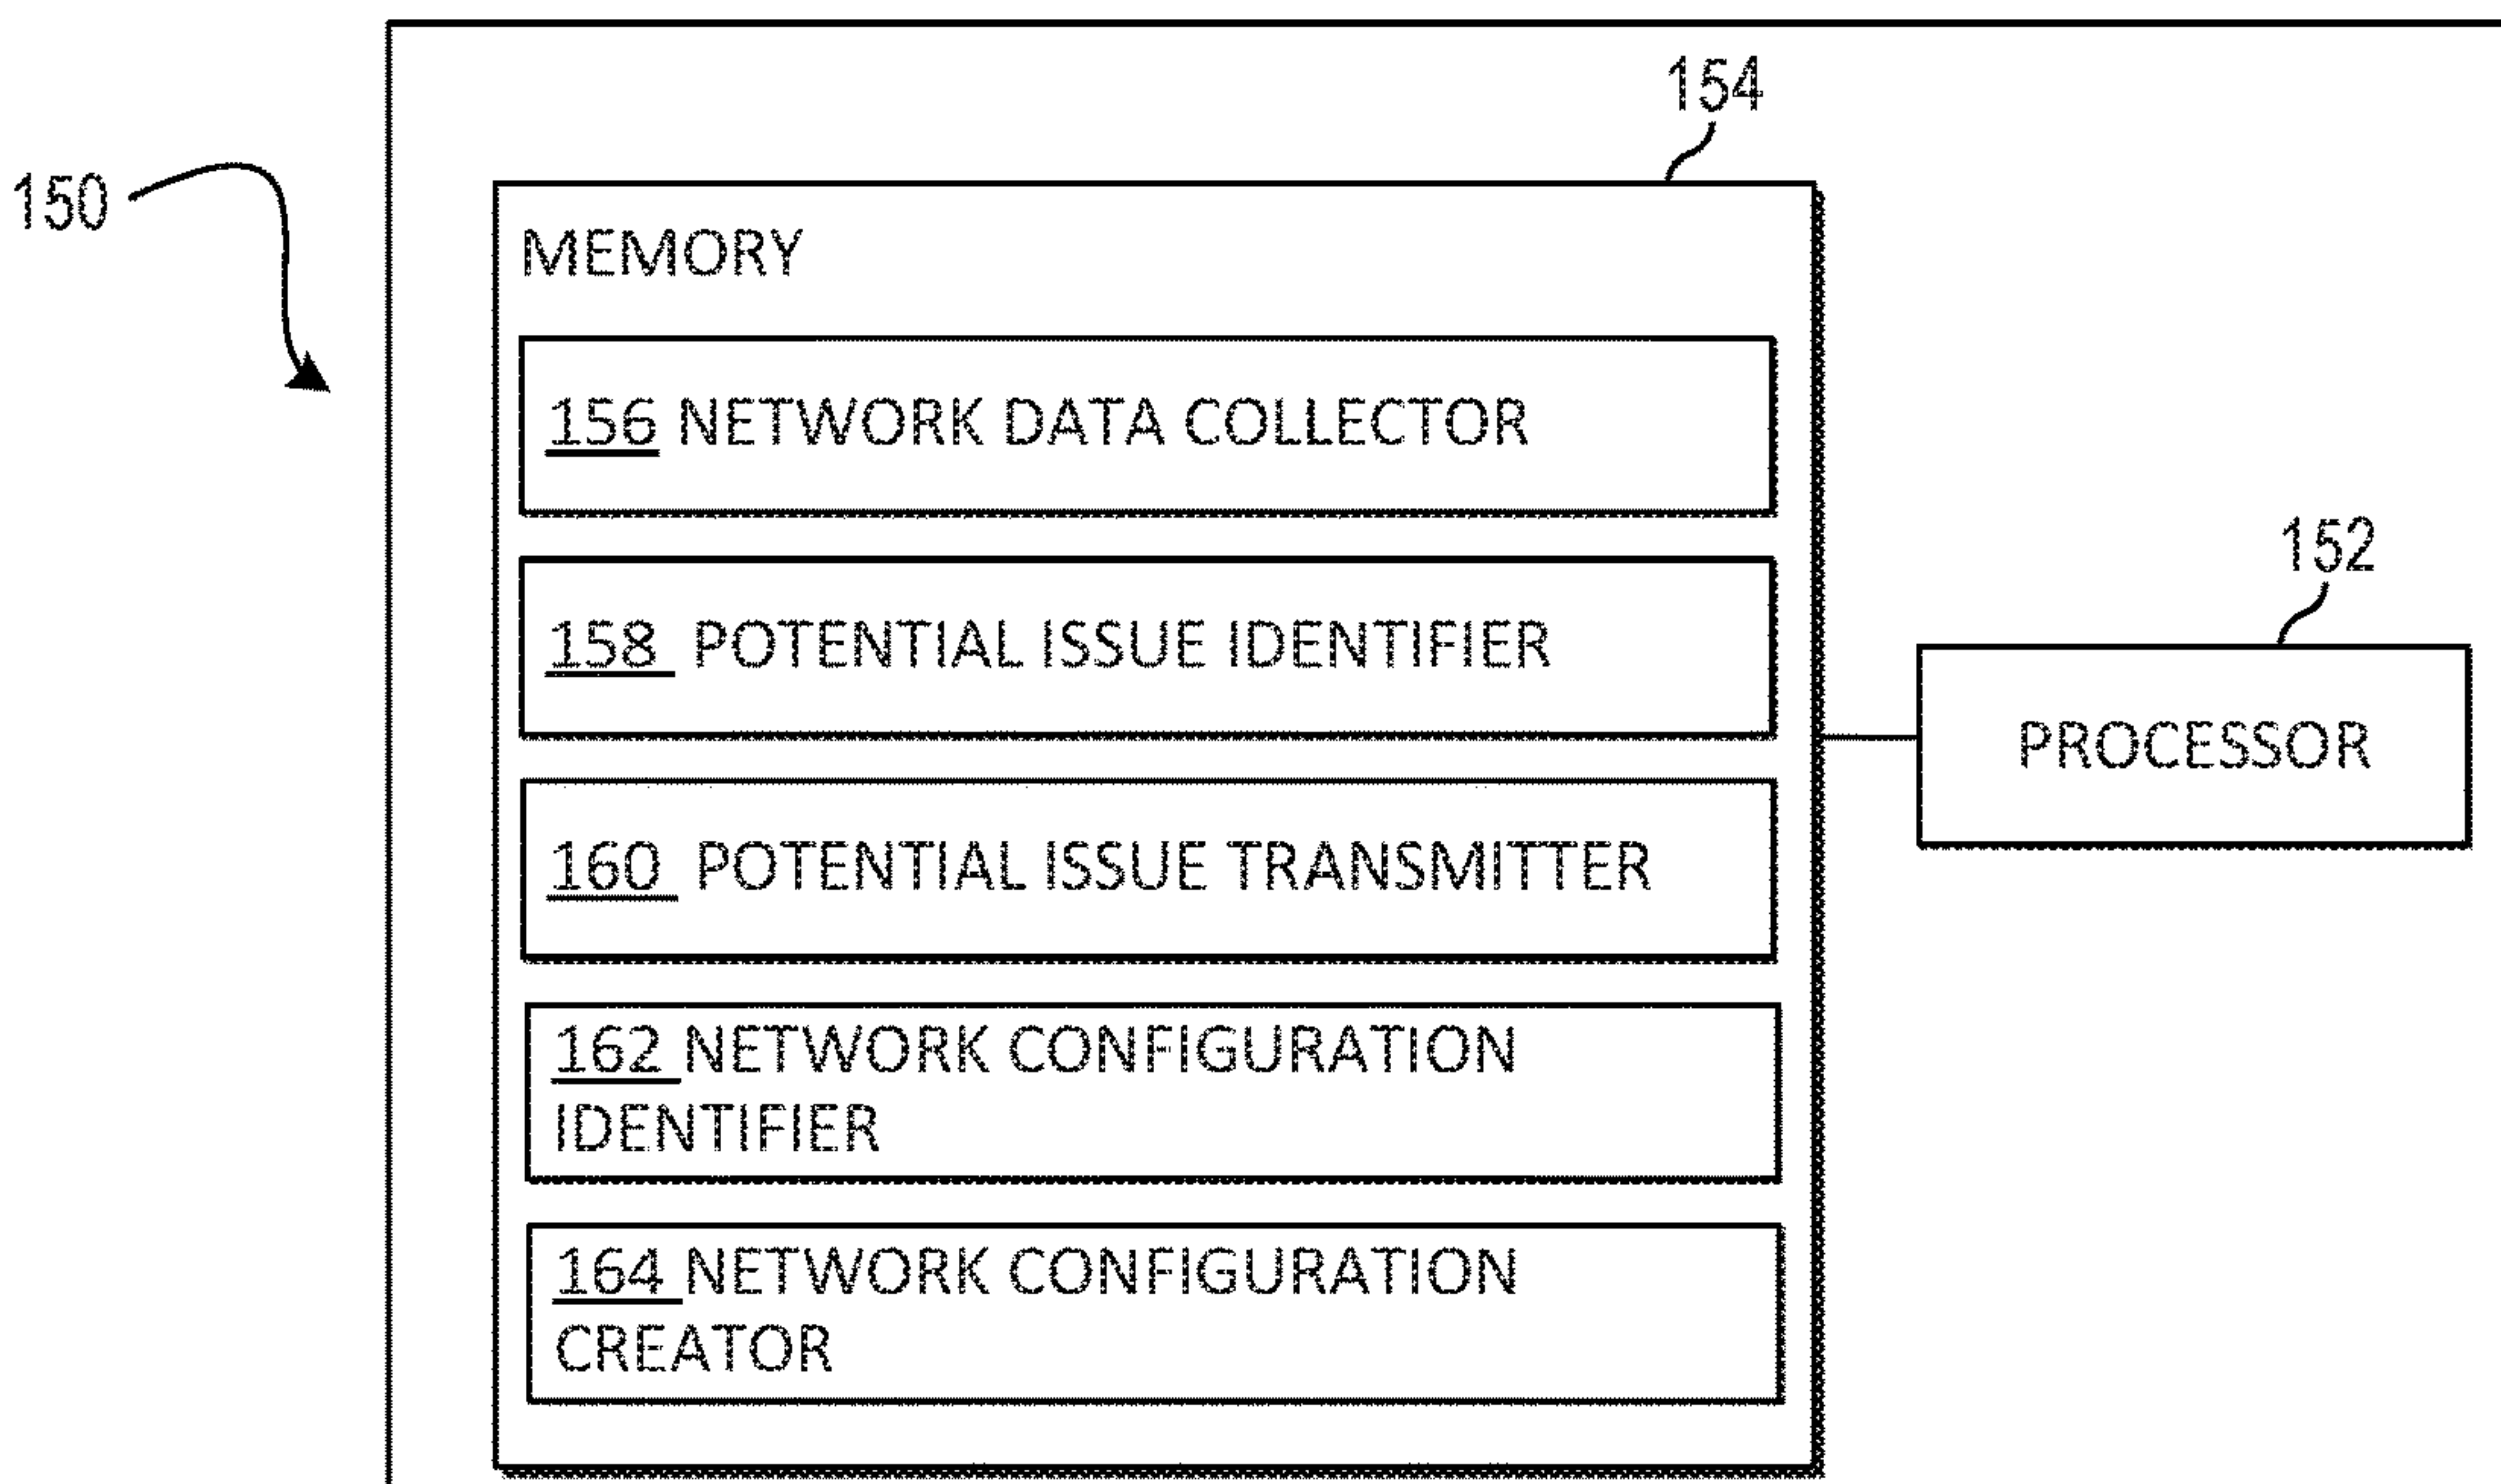 154
150
MEMORY
156 NETWORK DATA COLLECTOR
152
158 POTENTIAL ISSUE IDENTIFIER
PROCESSOR
160 POTENTIAL ISSUE TRANSMITTER
162 NETWORK CONFIGURATION
IDENTIFIER
164 NETWORK CONFIGURATION
CREATOR